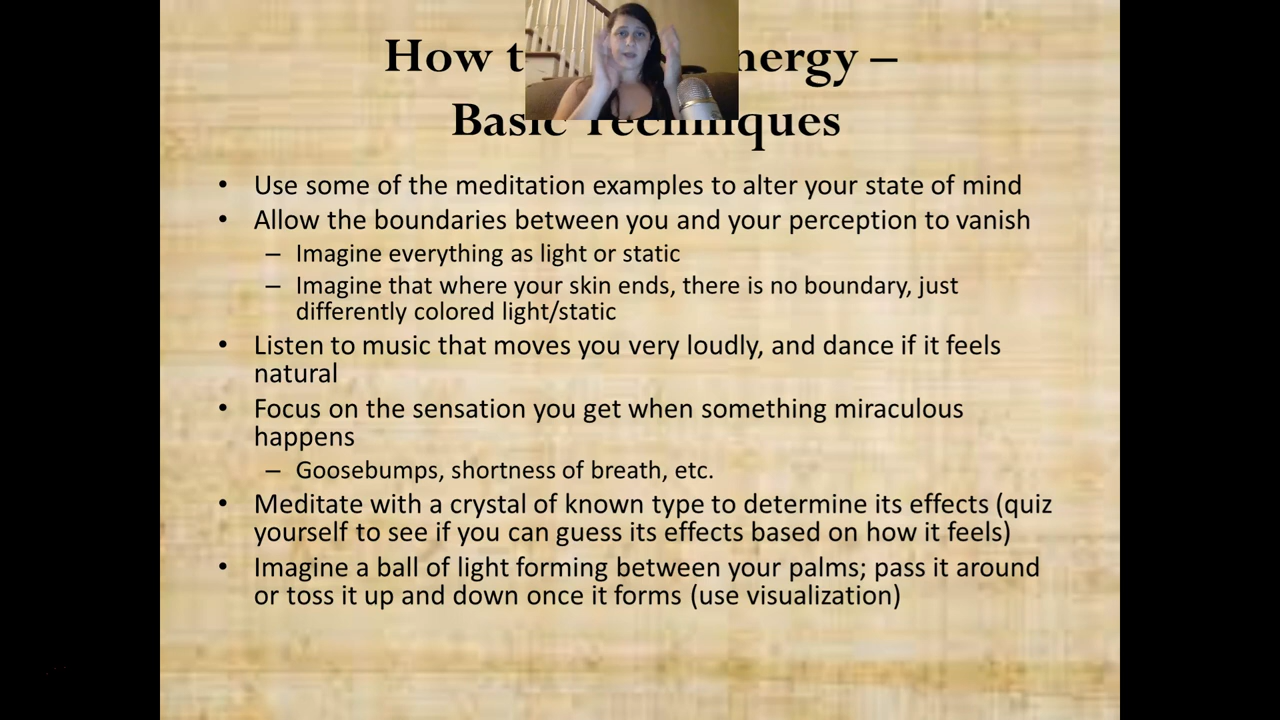 How t nergy –
Basic Techniques
• Use some of the meditation examples to alter your state of mind
• Allow the boundaries between you and your perception to vanish
– Imagine everything as light or static
– Imagine that where your skin ends, there is no boundary, just
differently colored light/static
• Listen to music that moves you very loudly, and dance if it feels
natural
• Focus on the sensation you get when something miraculous
happens
– Goosebumps, shortness of breath, etc.
• Meditate with a crystal of known type to determine its effects (quiz
yourself to see if you can guess its effects based on how it feels)
• Imagine a ball of light forming between your palms; pass it around
or toss it up and down once it forms (use visualization)